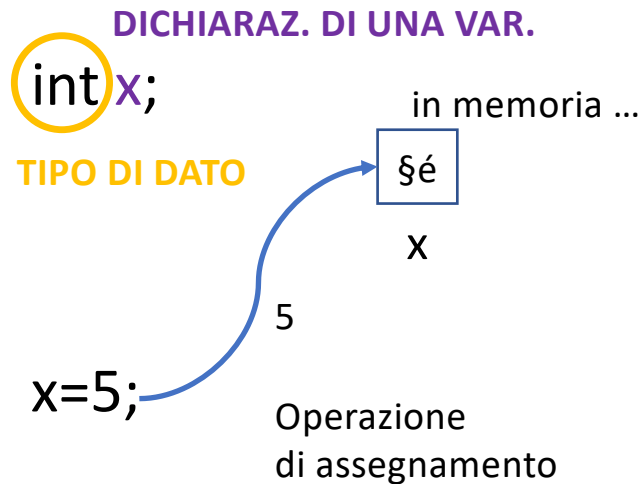 DICHIARAZ. DI UNA VAR.
int x;
in memoria …
TIPO DI DATO
§é
x
5
x=5;
Operazione
di assegnamento